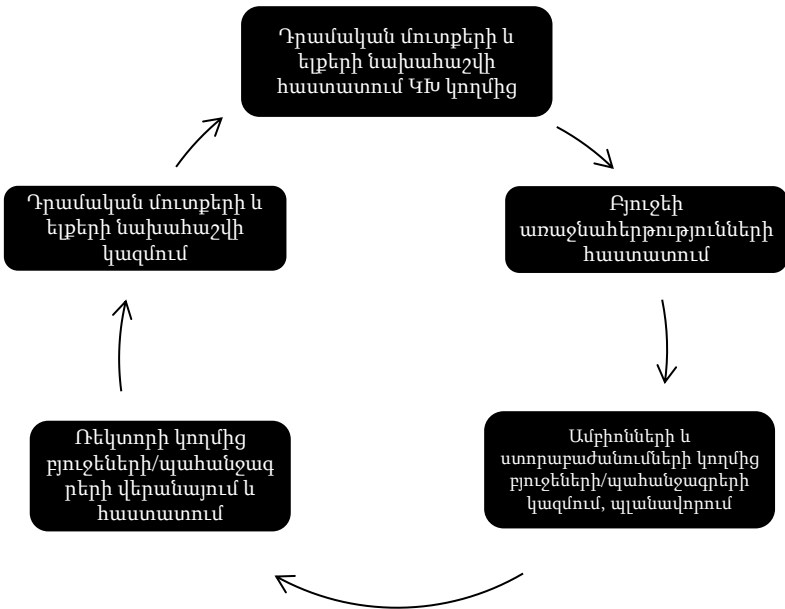 Դրամական մուտքերի և
ելքերի նախահաշվի
հաստատում ԿԽ կողմից
Բյուջեի
առաջնահերթությունների
հաստատում
Ամբիոնների և
ստորաբաժանումների կողմից
բյուջեների/պահանջագրերի
կազմում, պլանավորում
Ռեկտորի կողմից
բյուջեների/պահանջագ
րերի վերանայում և
հաստատում
Դրամական մուտքերի և
ելքերի նախահաշվի
կազմում